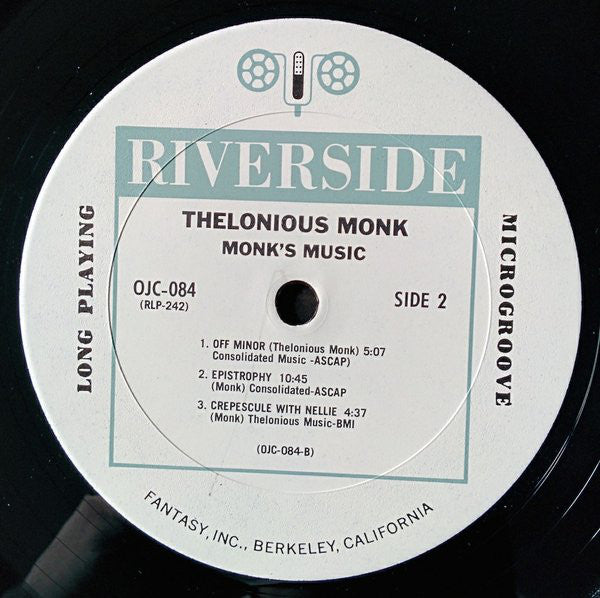 RIVERSIDE
THELONIOUS MONK
MONK'S MUSIC
OJC-084
(RLP-242)
SIDE 2
LONG PLAYING
MICROGROOVE
1. OFF MINOR (Thelonious Monk) 5:07
Consolidated Music -ASCAP)
2. EPISTROPHY 10:45
(Monk) Consolidated-ASCAP
3. CREPESCULE WITH NELLIE 4:37
(Monk) Thelonious Music-BMI
(OJC-084-B)
FANTASY, INC., BERKELEY, CALIFORNIA